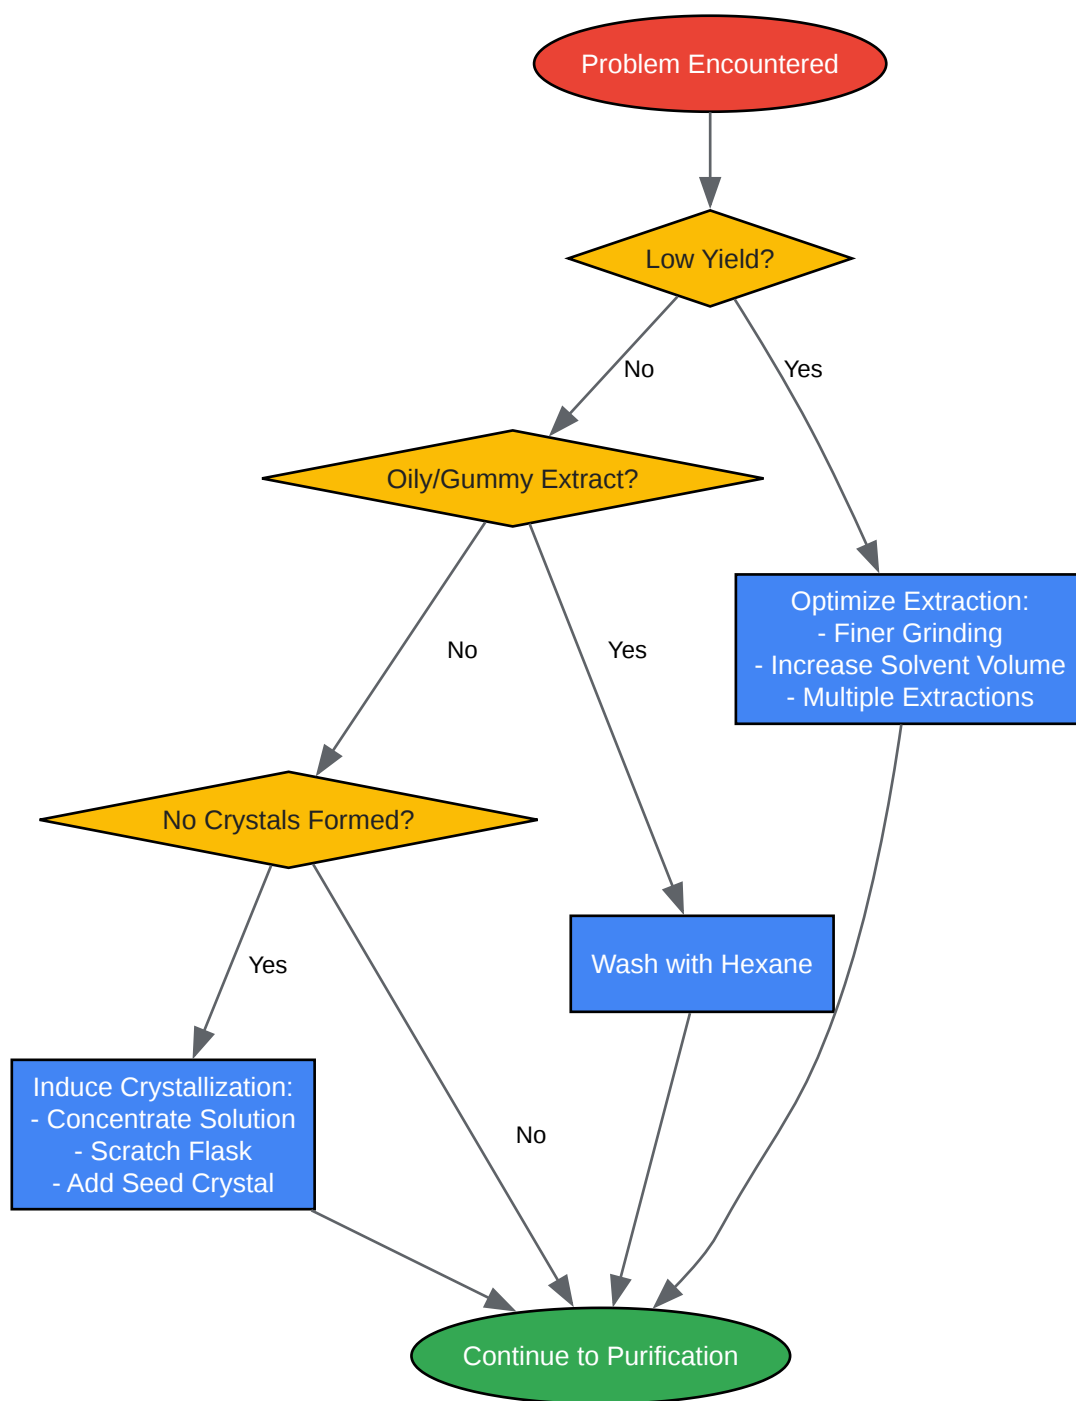 Problem Encountered
Low Yield?
No
Yes
Oily/Gummy Extract?
Optimize Extraction:
- Finer Grinding
- Increase Solvent Volume
- Multiple Extractions
No
Yes
No Crystals Formed?
Wash with Hexane
Yes
Induce Crystallization:
- Concentrate Solution
- Scratch Flask
- Add Seed Crystal
No
Continue to Purification